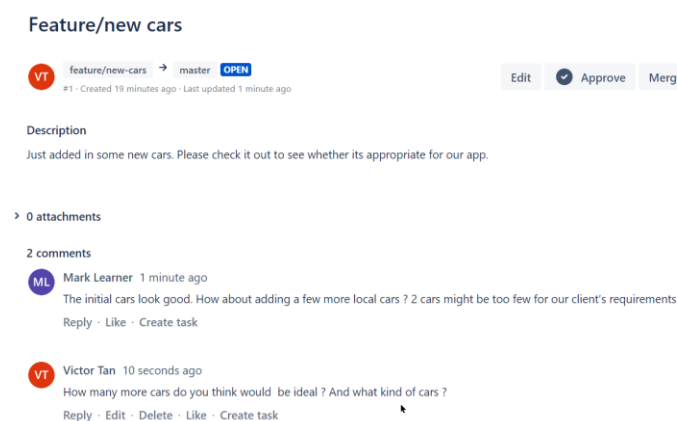 Feature/new cars
VT feature/new-cars → master OPEN
#1 · Created 19 minutes ago · Last updated 1 minute ago
Edit Approve Merg
Description
Just added in some new cars. Please check it out to see whether its appropriate for our app.
0 attachments
2 comments
ML Mark Learner 1 minute ago
The initial cars look good. How about adding a few more local cars ? 2 cars might be too few for our client's requirements
Reply · Like · Create task
VT Victor Tan 10 seconds ago
How many more cars do you think would be ideal ? And what kind of cars ?
Reply · Edit · Delete · Like · Create task